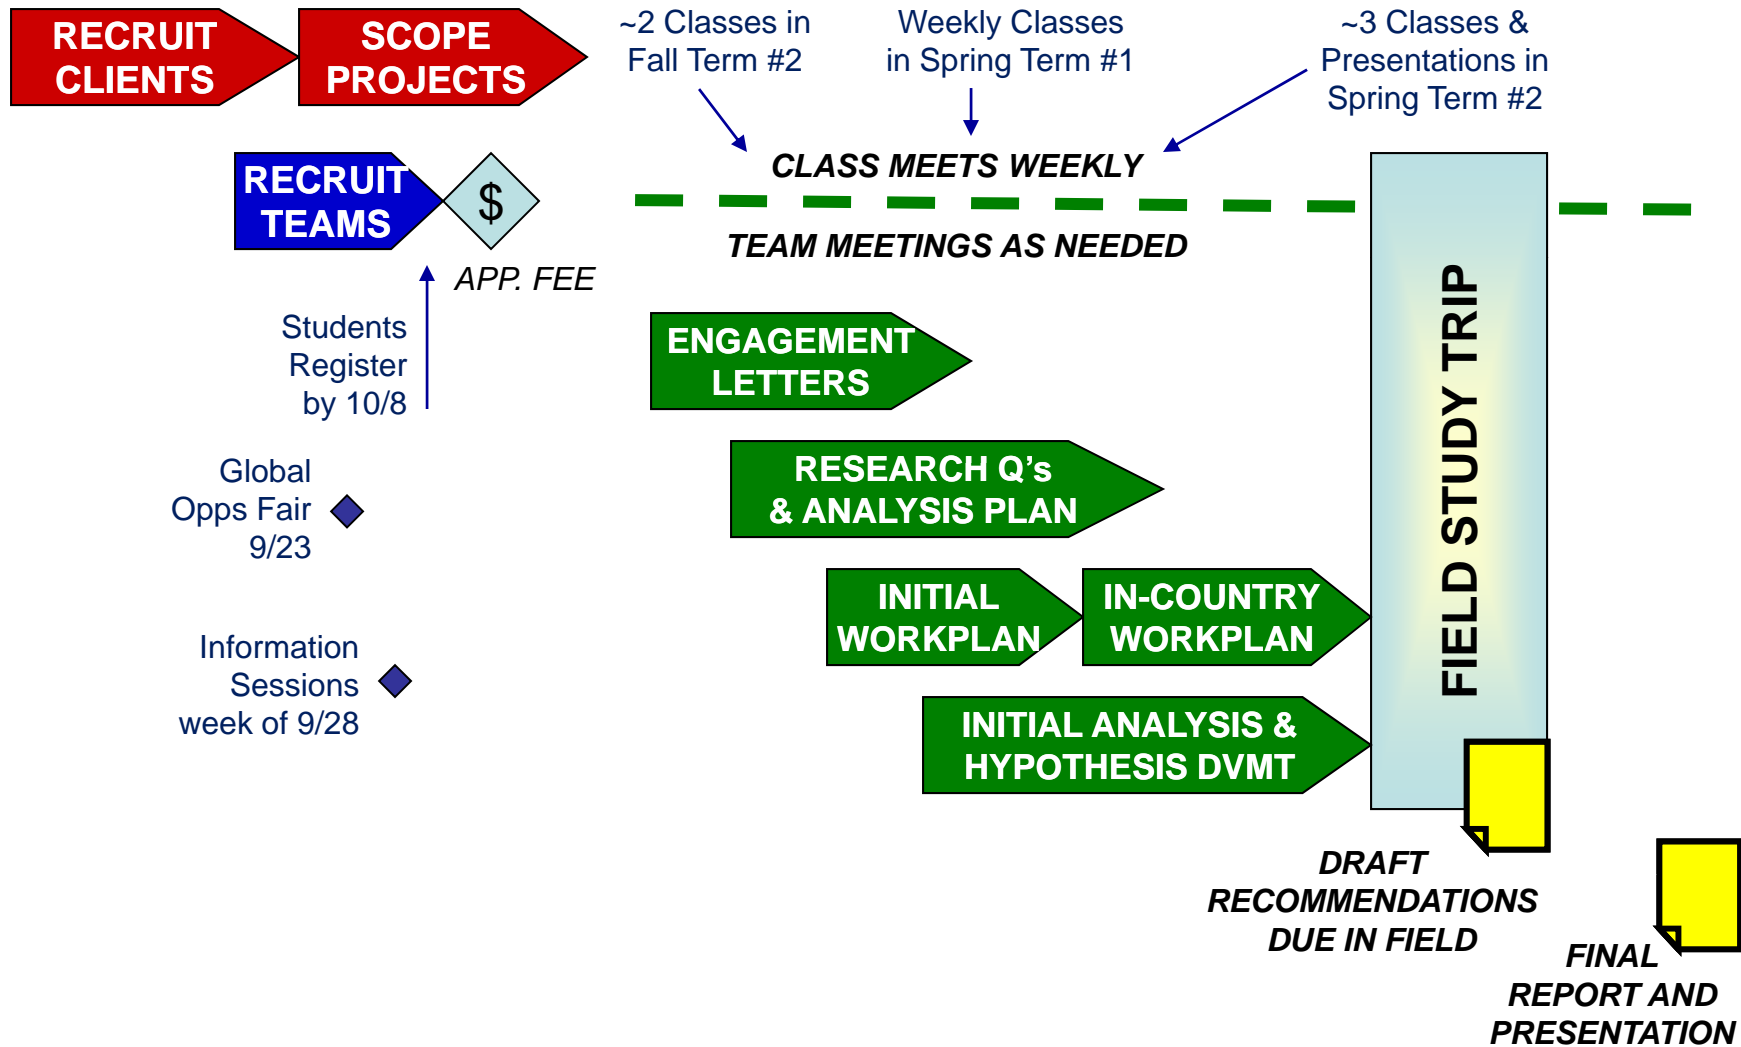 RECRUIT
CLIENTS
SCOPE
PROJECTS
~2 Classes in
Fall Term #2
Weekly Classes
in Spring Term #1
~3 Classes &
Presentations in
Spring Term #2
RECRUIT
TEAMS
$
APP. FEE
CLASS MEETS WEEKLY
TEAM MEETINGS AS NEEDED
Students
Register
by 10/8
ENGAGEMENT
LETTERS
Global
Opps Fair
9/23
RESEARCH Q’s
& ANALYSIS PLAN
INITIAL
WORKPLAN
IN-COUNTRY
WORKPLAN
Information
Sessions
week of 9/28
INITIAL ANALYSIS &
HYPOTHESIS DVMT
FIELD STUDY TRIP
DRAFT
RECOMMENDATIONS
DUE IN FIELD
FINAL
REPORT AND
PRESENTATION